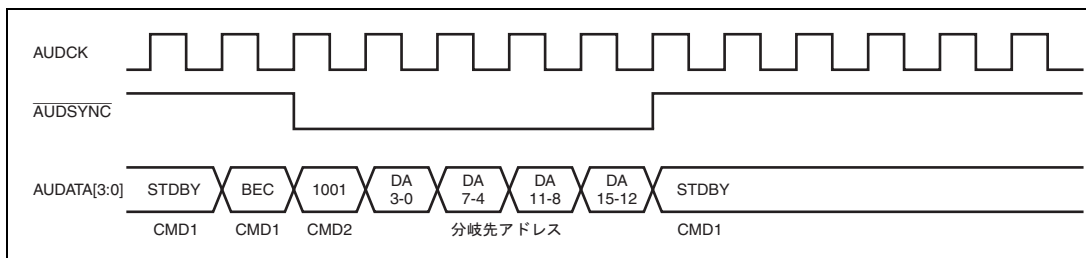 AUDCK
AUDSYNC
AUDATA[3:0] STDBY BEC 1001 DA 3-0 DA 7-4 DA 11-8 DA 15-12 STDBY
CMD1 CMD1 CMD2 分岐先アドレス CMD1